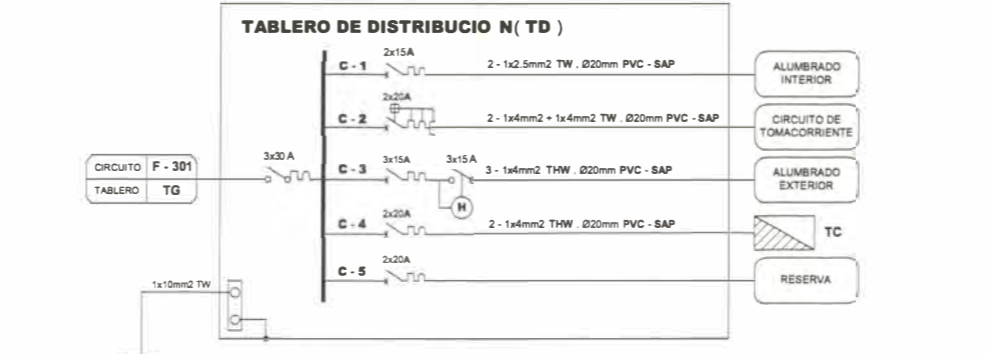 TABLERO DE DISTRIBUCIO N( TD )
2x15A
C - 1
2 - 1x2.5mm2 TW . Ø20mm PVC - SAP
ALUMBRADO
INTERIOR
2x20A
C - 2
2 - 1x4mm2 + 1x4mm2 TW . Ø20mm PVC - SAP
CIRCUITO DE
TOMACORRIENTE
CIRCUITO F - 301
TABLERO TG
3x30 A
C - 3
3x15A
3x15 A
H
3 - 1x4mm2 THW . Ø20mm PVC - SAP
ALUMBRADO
EXTERIOR
2x20A
C - 4
2 - 1x4mm2 THW . Ø20mm PVC - SAP
TC
2x20A
C - 5
RESERVA
1x10mm2 TW